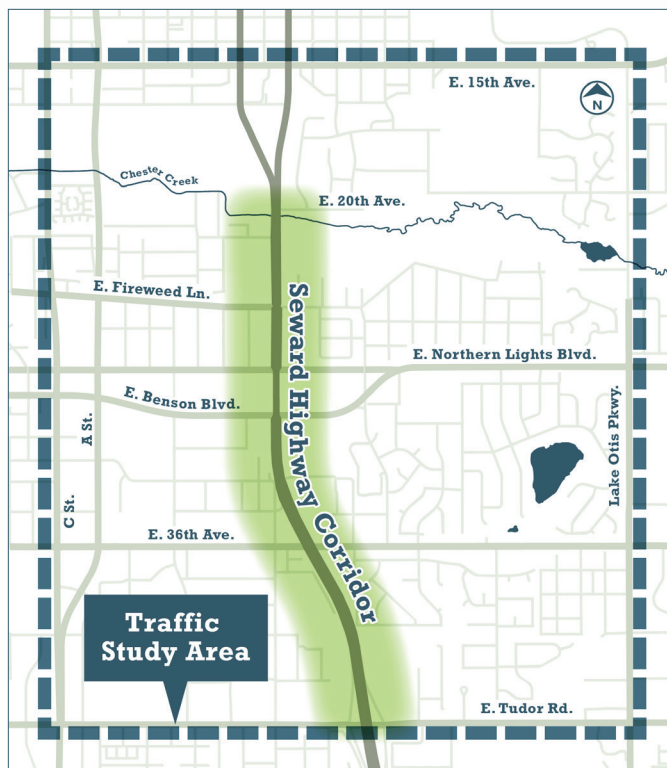 E. 15th Ave.
N
Chester Creek
E. 20th Ave.
E. Fireweed Ln.
Seward Highway Corridor
E. Northern Lights Blvd.
E. Benson Blvd.
A St.
Lake Otis Pkwy.
C St.
E. 36th Ave.
Traffic
Study Area
E. Tudor Rd.